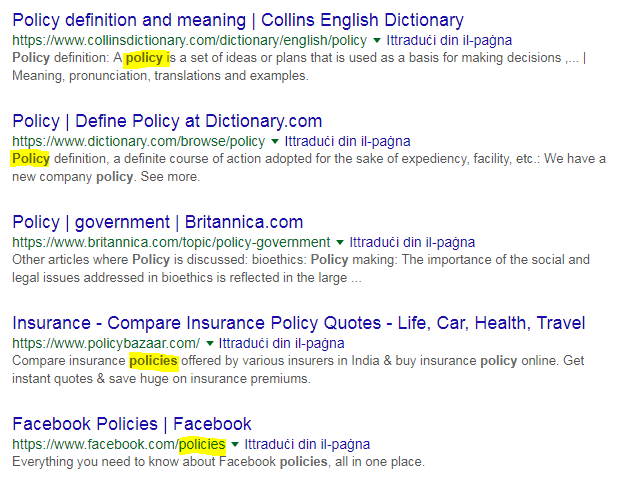 Policy definition and meaning | Collins English Dictionary
https://www.collinsdictionary.com/dictionary/english/policy Ittraduċi din il-paġna
Policy definition: A policy is a set of ideas or plans that is used as a basis for making decisions ,... |
Meaning, pronunciation, translations and examples.
Policy | Define Policy at Dictionary.com
https://www.dictionary.com/browse/policy Ittraduċi din il-paġna
Policy definition, a definite course of action adopted for the sake of expediency, facility, etc.: We have a
new company policy. See more.
Policy | government | Britannica.com
https://www.britannica.com/topic/policy-government Ittraduċi din il-paġna
Other articles where Policy is discussed: bioethics: Policy making: The importance of the social and
legal issues addressed in bioethics is reflected in the large ...
Insurance - Compare Insurance Policy Quotes - Life, Car, Health, Travel
https://www.policybazaar.com/ Ittraduċi din il-paġna
Compare insurance policies offered by various insurers in India & buy insurance policy online. Get
instant quotes & save huge on insurance premiums.
Facebook Policies | Facebook
https://www.facebook.com/policies Ittraduċi din il-paġna
Everything you need to know about Facebook policies, all in one place.